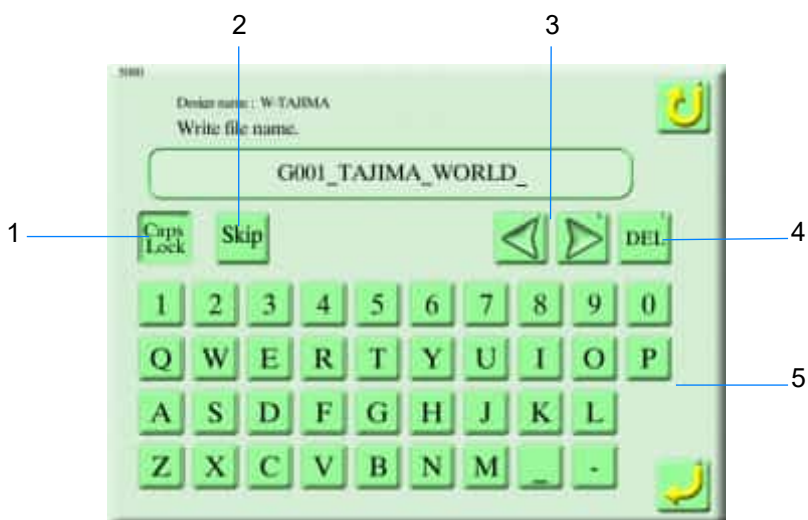 2 3
Design name : W-TAJIMA
Write file name.
G001_TAJIMA_WORLD_
1 Caps Lock Skip DEL 4
1 2 3 4 5 6 7 8 9 0
Q W E R T Y U I O P
5
A S D F G H J K L
Z X C V B N M _ -